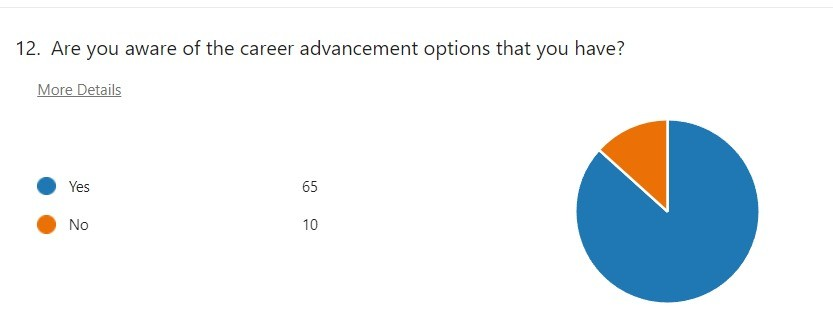 12. Are you aware of the career advancement options that you have?
More Details
Yes 65
No 10